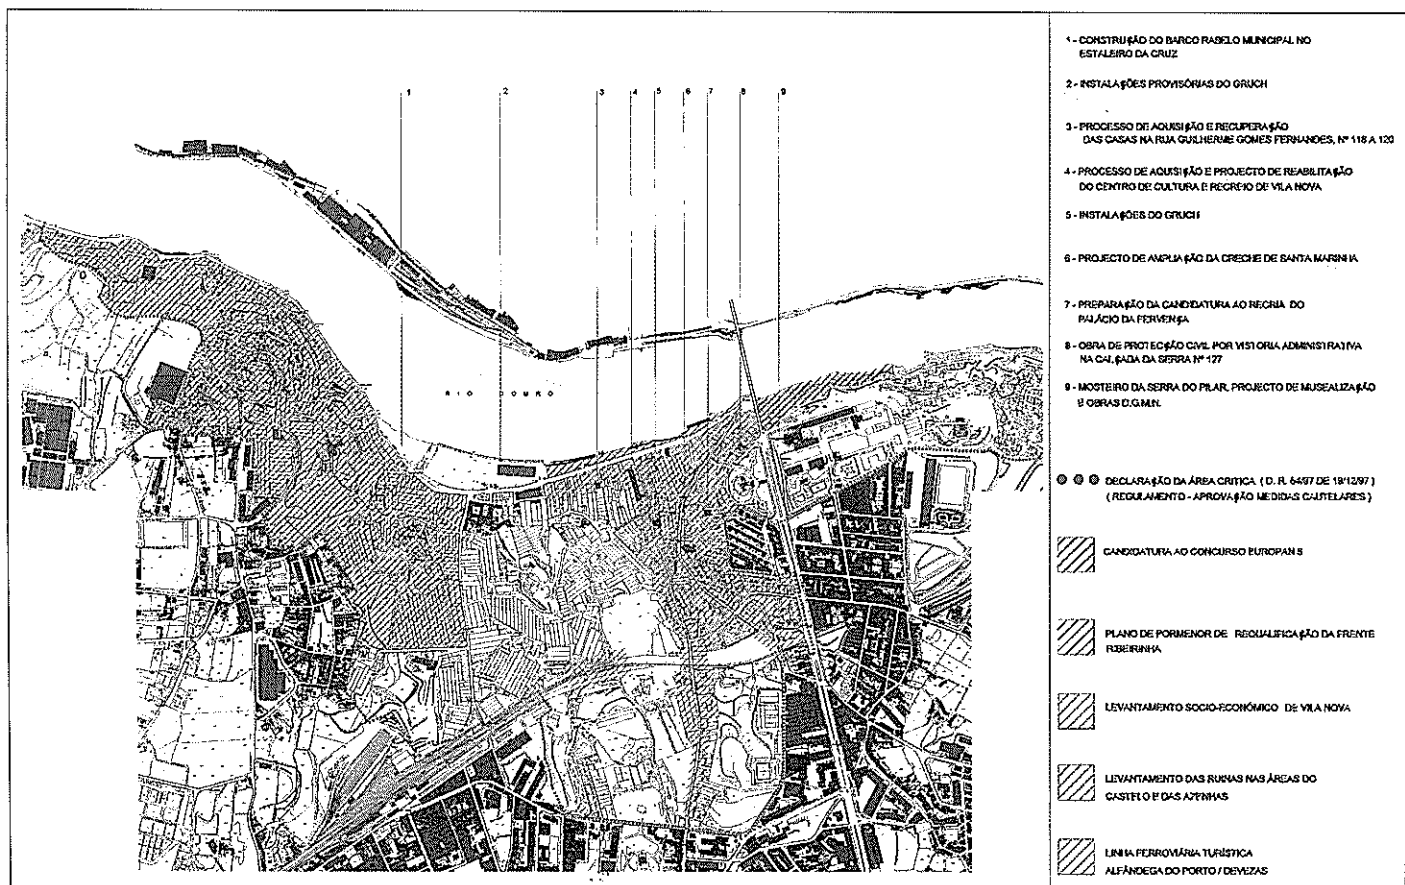 1 2 3 4 5 6 7 8 9
RIO DOURO
1 - CONSTRUÇÃO DO BARCO RABELO MUNICIPAL NO
ESTALEIRO DA CRUZ
2 - INSTALAÇÕES PROVISÓRIAS DO GRUCH
3 - PROCESSO DE AQUISIÇÃO E RECUPERAÇÃO
DAS CASAS NA RUA GUILHERME GOMES FERNANDES, Nº 118 A 120
4 - PROCESSO DE AQUISIÇÃO E PROJECTO DE REABILITAÇÃO
DO CENTRO DE CULTURA E RECREIO DE VILA NOVA
5 - INSTALAÇÕES DO GRUCH
6 - PROJECTO DE AMPLIAÇÃO DA CRECHE DE SANTA MARINHA
7 - PREPARAÇÃO DA CANDIDATURA AO RECRIA DO
PALÁCIO DA FERVENÇA
8 - OBRA DE PROTECÇÃO CIVIL POR VISTORIA ADMINISTRATIVA
NA CALÇADA DA SERRA Nº 127
9 - MOSTEIRO DA SERRA DO PILAR, PROJECTO DE MUSEALIZAÇÃO
E OBRAS D.G.M.N.
DECLARAÇÃO DA ÁREA CRITICA ( D. R. 54/97 DE 19/12/97 )
( REGULAMENTO - APROVAÇÃO MEDIDAS CAUTELARES )
CANDIDATURA AO CONCURSO EUROPAN 5
PLANO DE PORMENOR DE REQUALIFICAÇÃO DA FRENTE
RIBEIRINHA
LEVANTAMENTO SOCIO-ECONÓMICO DE VILA NOVA
LEVANTAMENTO DAS RUINAS NAS ÁREAS DO
CASTELO E DAS AZENHAS
LINHA FERROVIÁRIA TURÍSTICA
ALFÂNDEGA DO PORTO / DEVEZAS